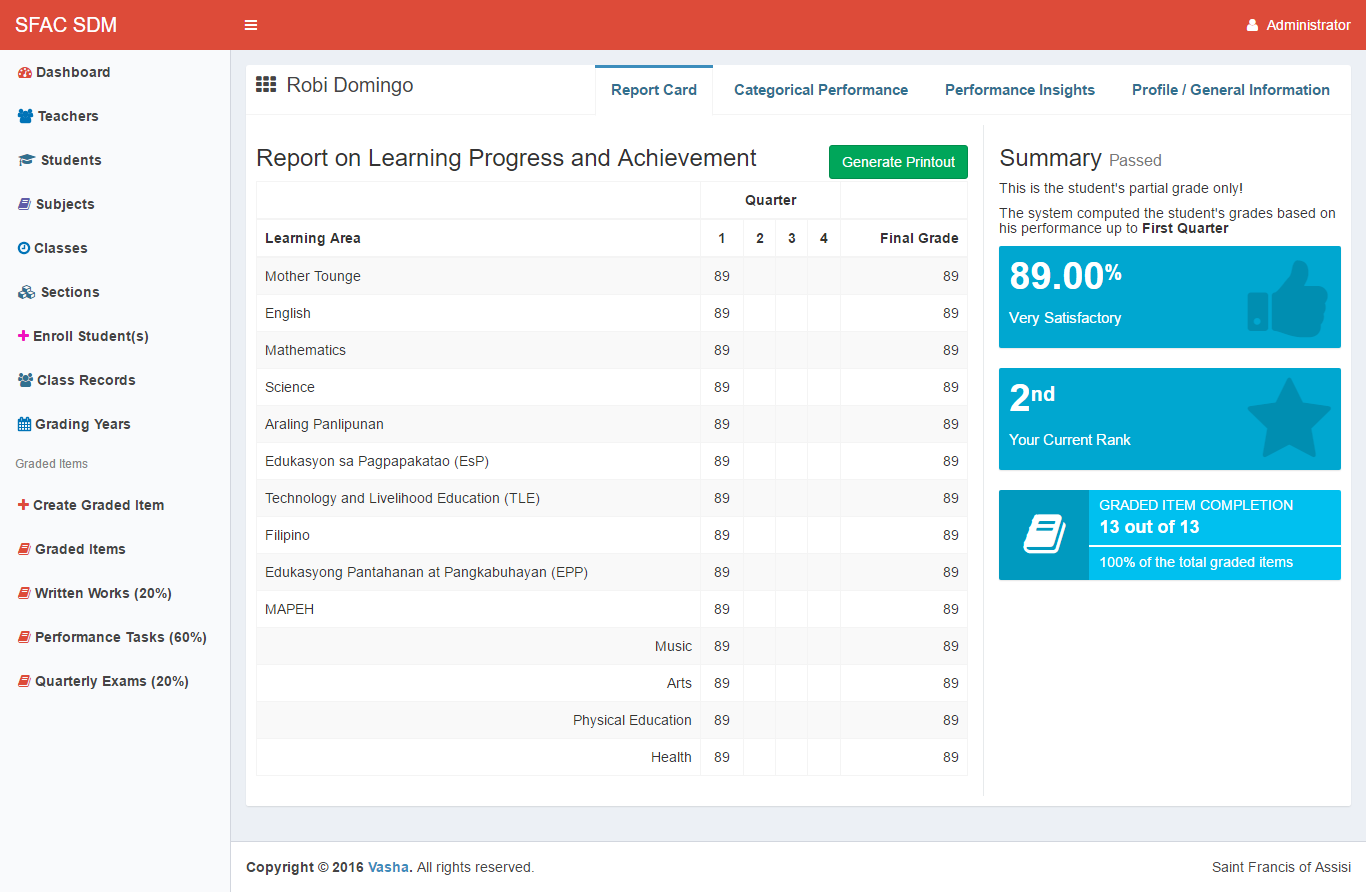 SFAC SDM
Administrator
Dashboard
Teachers
Students
Subjects
Classes
Sections
Enroll Student(s)
Class Records
Grading Years
Graded Items
Create Graded Item
Graded Items
Written Works (20%)
Performance Tasks (60%)
Quarterly Exams (20%)
Robi Domingo
Report Card
Categorical Performance
Performance Insights
Profile / General Information
Report on Learning Progress and Achievement
Generate Printout
Quarter
Learning Area 1 2 3 4 Final Grade
Mother Tounge 89 89
English 89 89
Mathematics 89 89
Science 89 89
Araling Panlipunan 89 89
Edukasyon sa Pagpapakatao (EsP) 89 89
Technology and Livelihood Education (TLE) 89 89
Filipino 89 89
Edukasyong Pantahanan at Pangkabuhayan (EPP) 89 89
MAPEH 89 89
Music 89 89
Arts 89 89
Physical Education 89 89
Health 89 89
Summary Passed
This is the student's partial grade only!
The system computed the student's grades based on
his performance up to First Quarter
89.00%
Very Satisfactory
2nd
Your Current Rank
GRADED ITEM COMPLETION
13 out of 13
100% of the total graded items
Copyright © 2016 Vasha. All rights reserved.
Saint Francis of Assisi